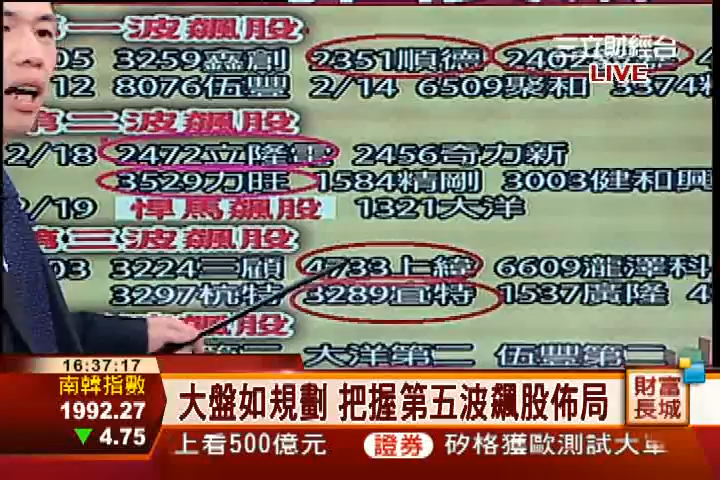 第一波飆股
三立財經台
05 3259鑫創 2351順德 240
LIVE
12 8076伍豐 2/14 6509聚和 3374精
第二波飆股
2/18 2472立隆電 2456奇力新
3529力旺 1584精剛 3003健和興
2/19 悍馬飆股 1321大洋
第三波飆股
03 3224三顧 4733上緯 6609瀧澤科
3297杭特 3289宜特 1537廣隆 4
波飆股
大洋第二 伍豐第二
16:37:17
南韓指數
1992.27
▼4.75
大盤如規劃 把握第五波飆股佈局
財富長城
上看500億元 證券 矽格獲歐測試大單